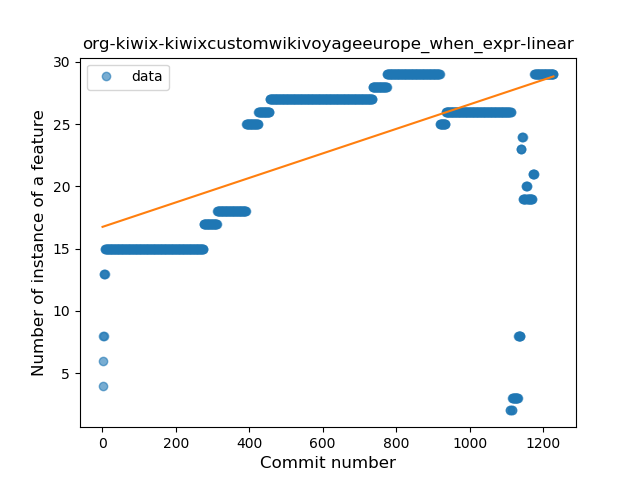 org-kiwix-kiwixcustomwikivoyageeurope_when_expr-linear
data
Number of instance of a feature
30
25
20
15
10
5
0 200 400 600 800 1000 1200
Commit number